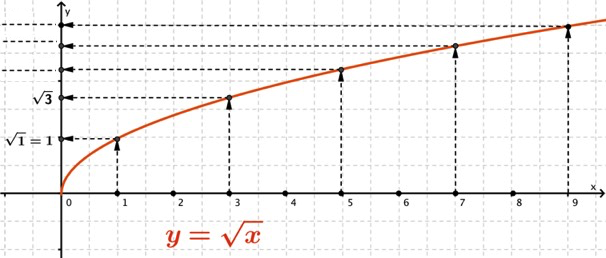 y
√3
√1 = 1
x
0 1 2 3 4 5 6 7 8 9
y = √x